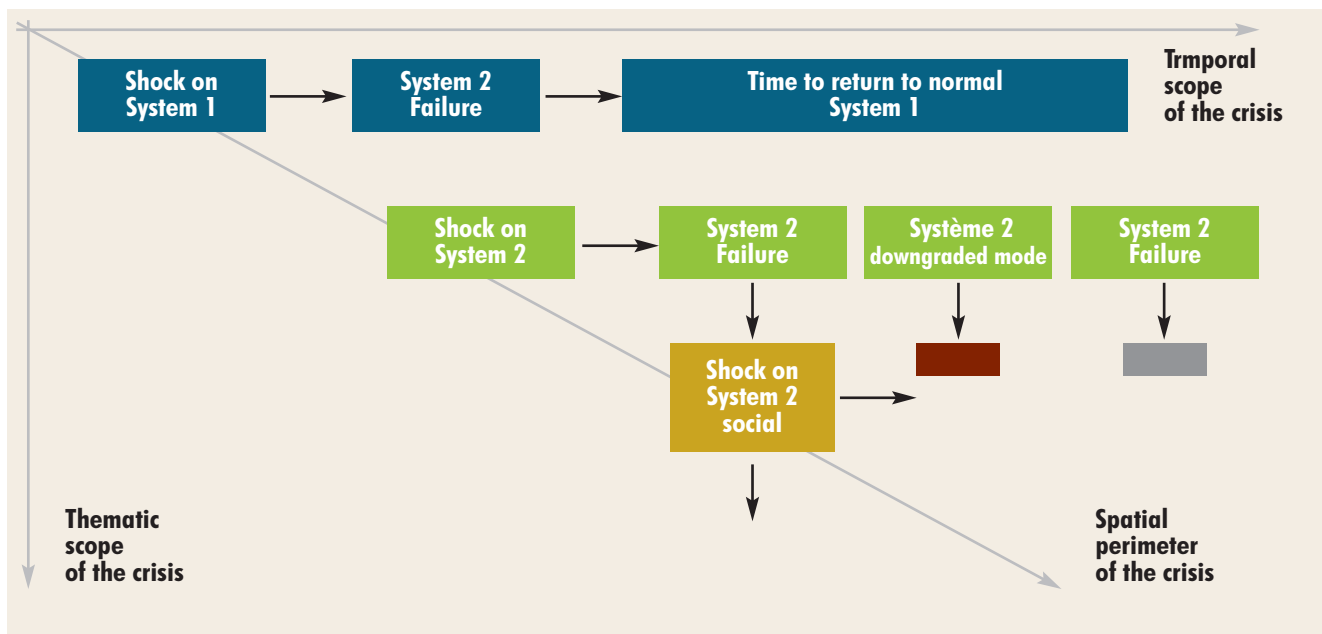 Shock on
System 1
System 2
Failure
Time to return to normal
System 1
Trmporal
scope
of the crisis
Shock on
System 2
System 2
Failure
Système 2
downgraded mode
System 2
Failure
Shock on
System 2
social
Thematic
scope
of the crisis
Spatial
perimeter
of the crisis